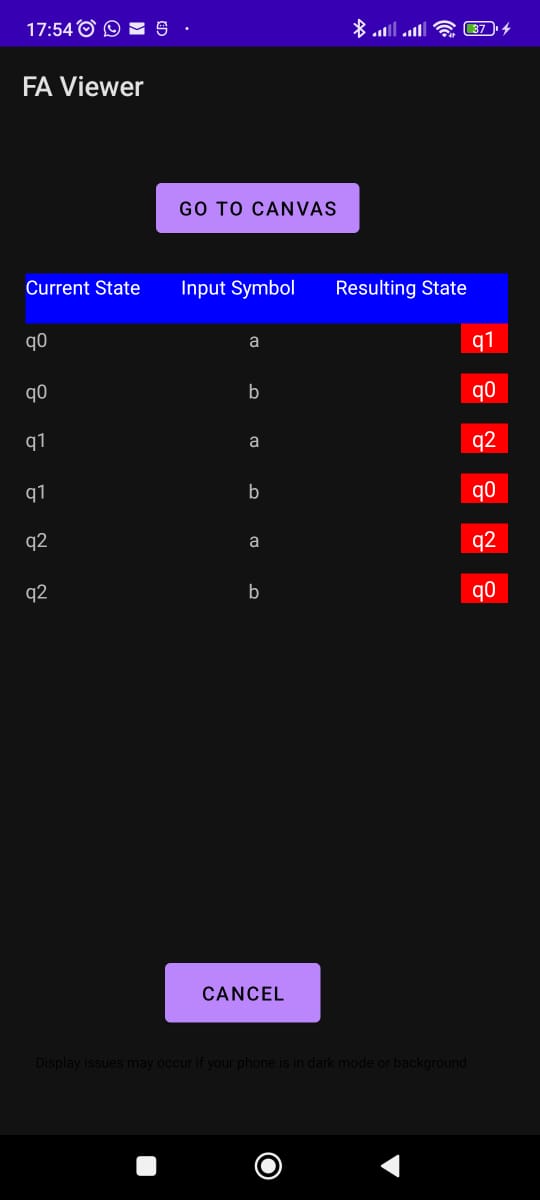 17:54 37
FA Viewer
GO TO CANVAS
Current State Input Symbol Resulting State
q0 a q1
q0 b q0
q1 a q2
q1 b q0
q2 a q2
q2 b q0
CANCEL
Display issues may occur if your phone is in dark mode or background